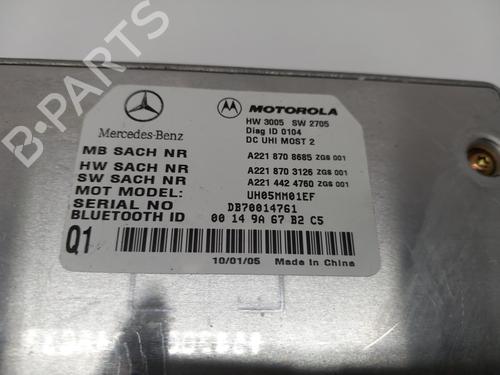 Mercedes-Benz
MOTOROLA
HW 3005 SW 2705
Diag ID 0104
DC UHI MOST 2
MB SACH NR A221 870 8685 ZGS 001
HW SACH NR A221 870 3126 ZGS 001
SW SACH NR A221 442 4760 ZGS 001
MOT MODEL: UH05MM01EF
SERIAL NO DB70014761
BLUETOOTH ID 00 14 9A 67 B2 C5
Q1
10/01/05 Made in China